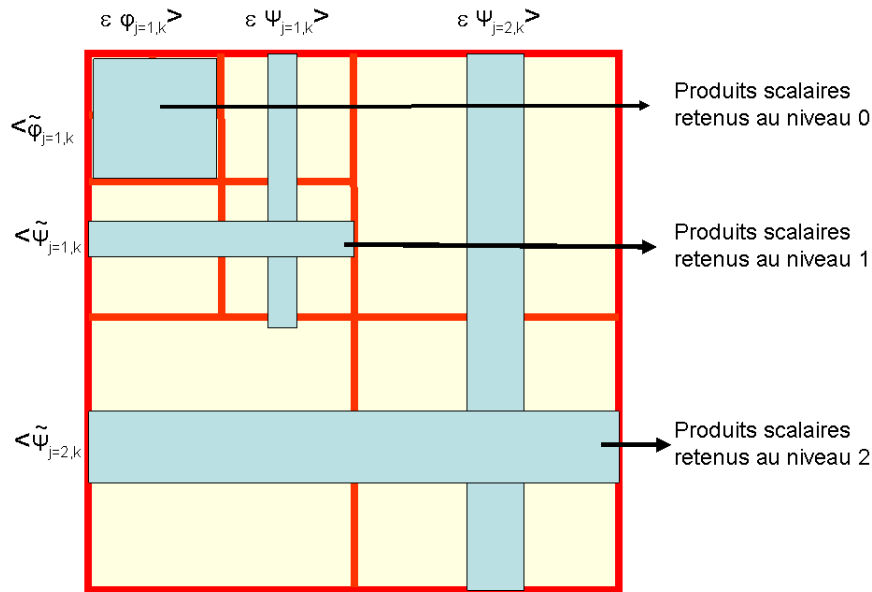 ε φj=1,k> ε Ψj=1,k> ε Ψj=2,k>
<φ̃j=1,k
Produits scalaires
retenus au niveau 0
<Ψ̃j=1,k
Produits scalaires
retenus au niveau 1
<Ψ̃j=2,k
Produits scalaires
retenus au niveau 2